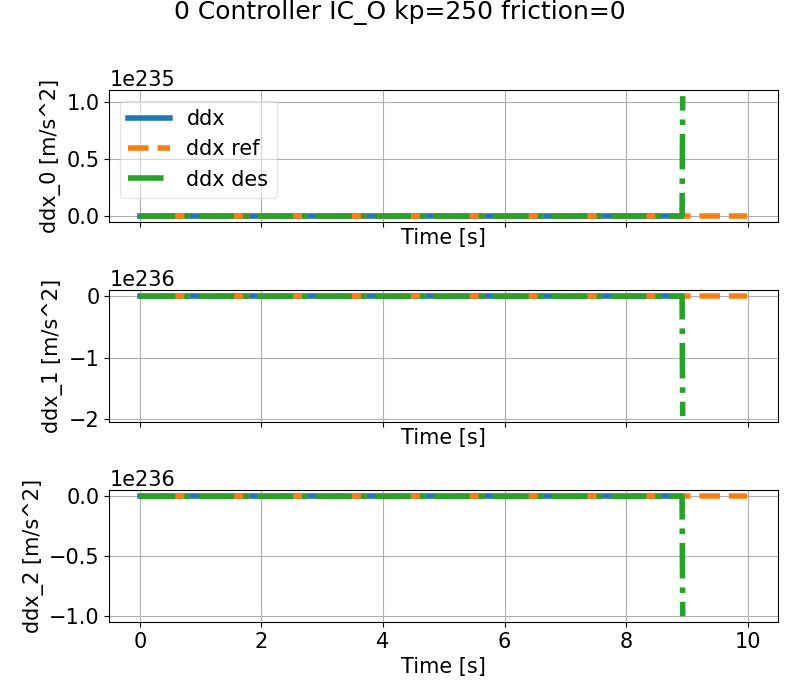 0 Controller IC_O kp=250 friction=0
1e235
ddx_0 [m/s^2]
1.0
0.5
0.0
ddx
ddx ref
ddx des
Time [s]
1e236
ddx_1 [m/s^2]
0
−1
−2
Time [s]
1e236
ddx_2 [m/s^2]
0.0
−0.5
−1.0
0 2 4 6 8 10
Time [s]